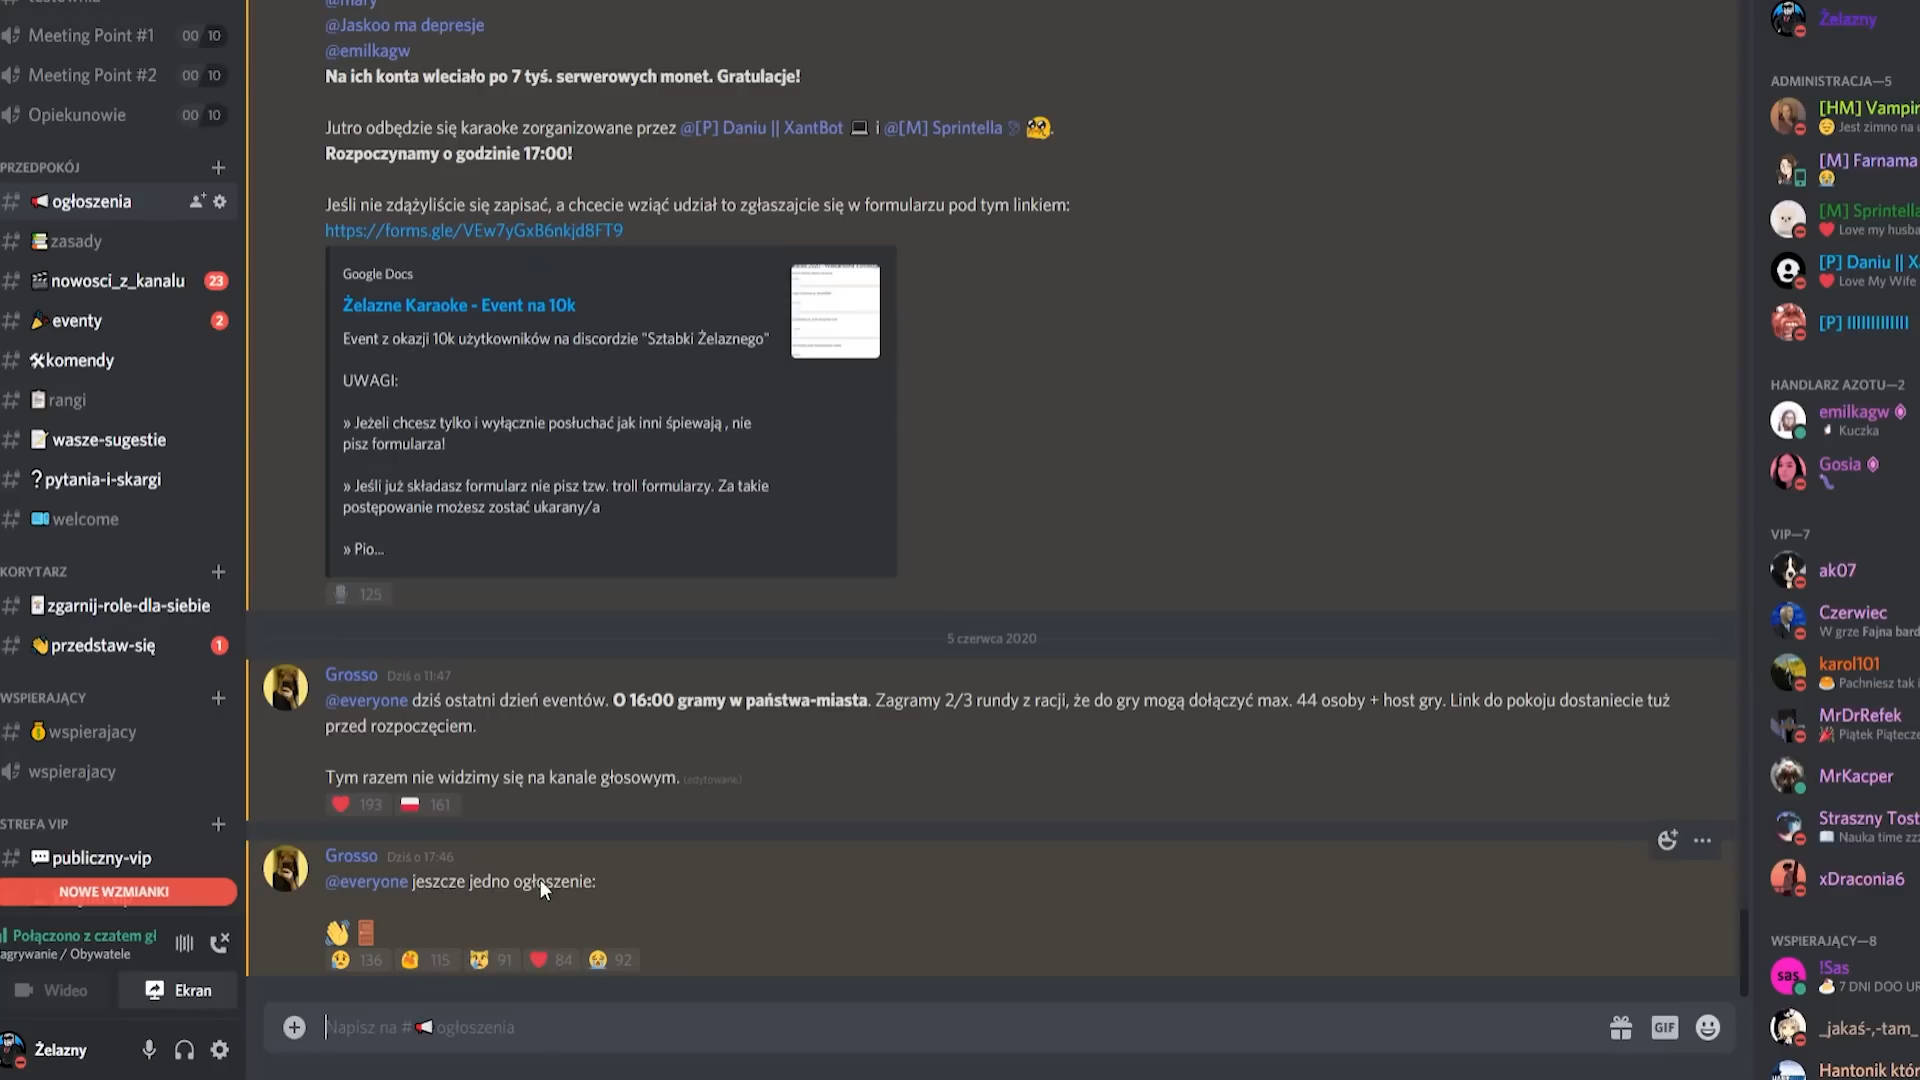 Meeting Point #1 00 10
Meeting Point #2 00 10
Opiekunowie 00 10
PRZEDPOKÓJ
ogłoszenia
zasady
nowosci_z_kanalu 23
eventy 2
komendy
rangi
wasze-sugestie
?pytania-i-skargi
welcome
KORYTARZ
zgarnij-role-dla-siebie
przedstaw-się 1
WSPIERAJĄCY
wspierajacy
wspierajacy
STREFA VIP
publiczny-vip
NOWE WZMIANKI
Połączono z czatem gł
agrywanie / Obywatele
Wideo Ekran
Żelazny
@mary
@Jaskoo ma depresje
@emilkagw
Na ich konta wleciało po 7 tyś. serwerowych monet. Gratulacje!
Jutro odbędzie się karaoke zorganizowane przez @[P] Daniu || XantBot 💻 i @[M] Sprintella .
Rozpoczynamy o godzinie 17:00!
Jeśli nie zdążyliście się zapisać, a chcecie wziąć udział to zgłaszajcie się w formularzu pod tym linkiem:
https://forms.gle/VEw7yGxB6nkjd8FT9
Google Docs
Żelazne Karaoke - Event na 10k
Event z okazji 10k użytkowników na discordzie "Sztabki Żelaznego"
UWAGI:
» Jeżeli chcesz tylko i wyłącznie posłuchać jak inni śpiewają , nie
pisz formularza!
» Jeśli już składasz formularz nie pisz tzw. troll formularzy. Za takie
postępowanie możesz zostać ukarany/a
» Pio...
125
5 czerwca 2020
Grosso Dziś o 11:47
@everyone dziś ostatni dzień eventów. O 16:00 gramy w państwa-miasta. Zagramy 2/3 rundy z racji, że do gry mogą dołączyć max. 44 osoby + host gry. Link do pokoju dostaniecie tuż
przed rozpoczęciem.
Tym razem nie widzimy się na kanale głosowym. (edytowane)
193 161
Grosso Dziś o 17:46
@everyone jeszcze jedno ogłoszenie:
👋🚪
136 115 91 84 92
Napisz na #📢ogłoszenia
GIF
Żelazny
ADMINISTRACJA—5
[HM] Vampir
Jest zimno na u
[M] Farnama
[M] Sprintella
Love my husba
[P] Daniu || X
Love My Wife
[P] IIIIIIIIIIII
HANDLARZ AZOTU—2
emilkagw
Kuczka
Gosia
VIP—7
ak07
Czerwiec
W grze Fajna bard
karol101
Pachniesz tak i
MrDrRefek
Piątek Piątecze
MrKacper
Straszny Tost
Nauka time zzz
xDraconia6
WSPIERAJĄCY—8
sas
!Sas
7 DNI DOO UR
_jakaś-,-tam_
Hantonik któr